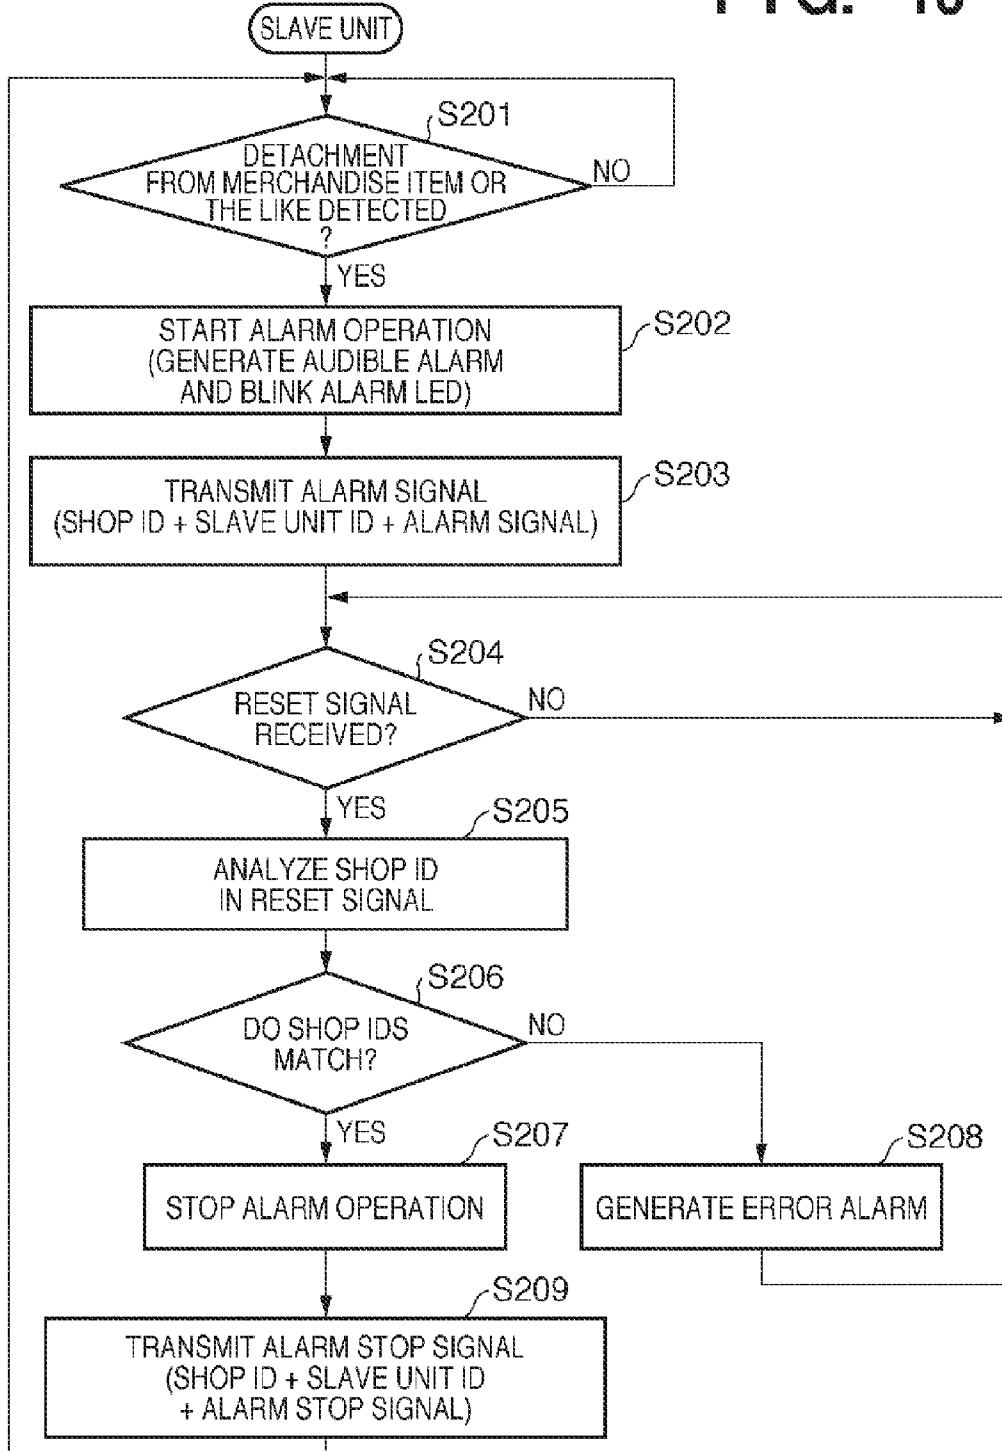 SLAVE UNIT
S201
DETACHMENT
FROM MERCHANDISE ITEM OR
THE LIKE DETECTED
?
NO
YES
S202
START ALARM OPERATION
(GENERATE AUDIBLE ALARM
AND BLINK ALARM LED)
S203
TRANSMIT ALARM SIGNAL
(SHOP ID + SLAVE UNIT ID + ALARM SIGNAL)
S204
RESET SIGNAL
RECEIVED?
NO
YES
S205
ANALYZE SHOP ID
IN RESET SIGNAL
S206
DO SHOP IDS
MATCH?
NO
YES
S207
STOP ALARM OPERATION
S208
GENERATE ERROR ALARM
S209
TRANSMIT ALARM STOP SIGNAL
(SHOP ID + SLAVE UNIT ID
+ ALARM STOP SIGNAL)